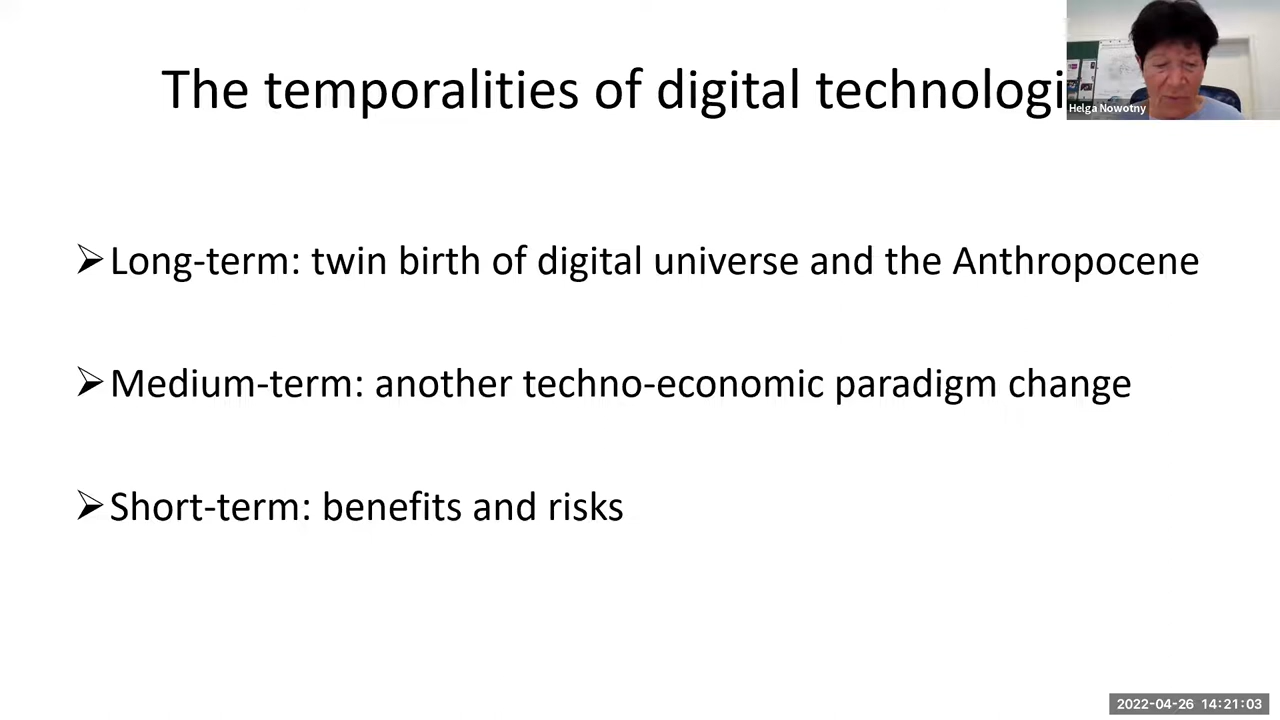 The temporalities of digital technologi
Helga Nowotny
➢Long-term: twin birth of digital universe and the Anthropocene
➢Medium-term: another techno-economic paradigm change
➢Short-term: benefits and risks
2022-04-26 14:21:03